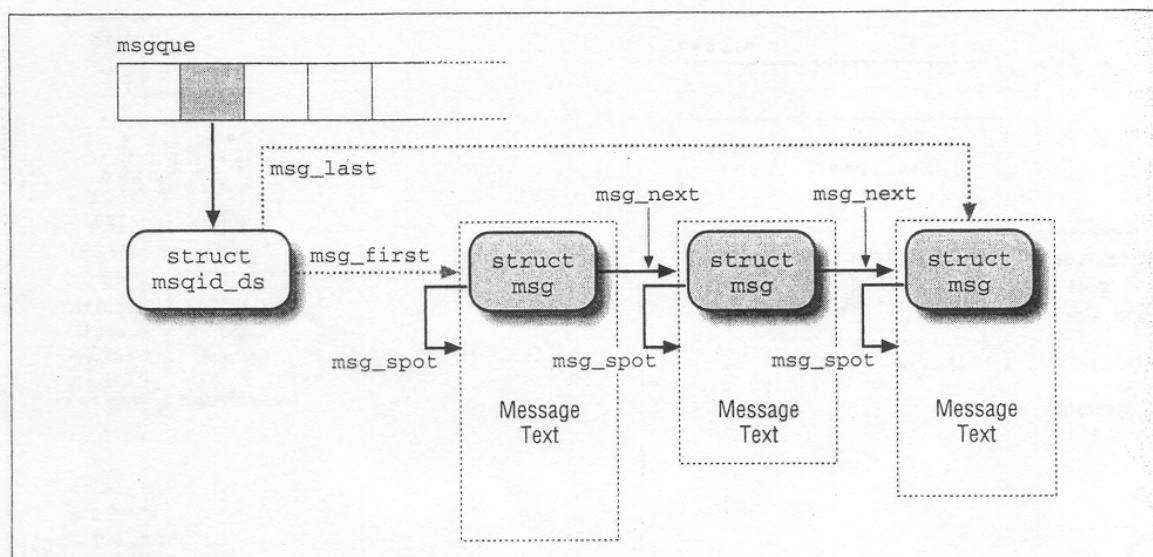 msgque
msg_last
msg_next
msg_next
struct
msqid_ds
msg_first
struct
msg
struct
msg
struct
msg
msg_spot
msg_spot
msg_spot
Message
Text
Message
Text
Message
Text